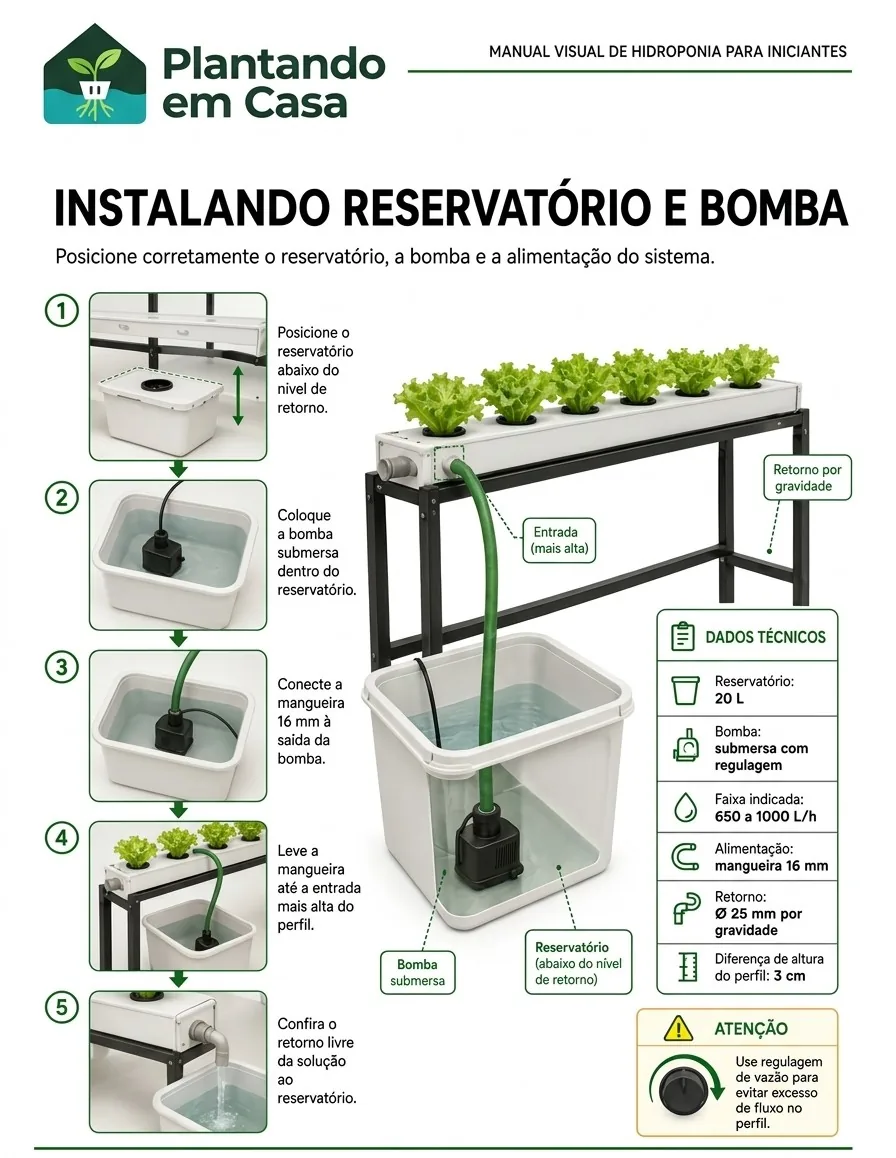 Plantando
em Casa
MANUAL VISUAL DE HIDROPONIA PARA INICIANTES
INSTALANDO RESERVATÓRIO E BOMBA
Posicione corretamente o reservatório, a bomba e a alimentação do sistema.
1
Posicione o
reservatório
abaixo do
nível de
retorno.
2
Coloque
a bomba
submersa
dentro do
reservatório.
3
Conecte a
mangueira
16 mm à
saída da
bomba.
4
Leve a
mangueira
até a entrada
mais alta do
perfil.
5
Confira o
retorno livre
da solução
ao
reservatório.
Entrada
(mais alta)
Retorno por
gravidade
Bomba
submersa
Reservatório
(abaixo do nível
de retorno)
DADOS TÉCNICOS
Reservatório:
20 L
Bomba:
submersa com
regulagem
Faixa indicada:
650 a 1000 L/h
Alimentação:
mangueira 16 mm
Retorno:
Ø 25 mm por
gravidade
Diferença de altura
do perfil: 3 cm
ATENÇÃO
Use regulagem
de vazão para
evitar excesso
de fluxo no
perfil.